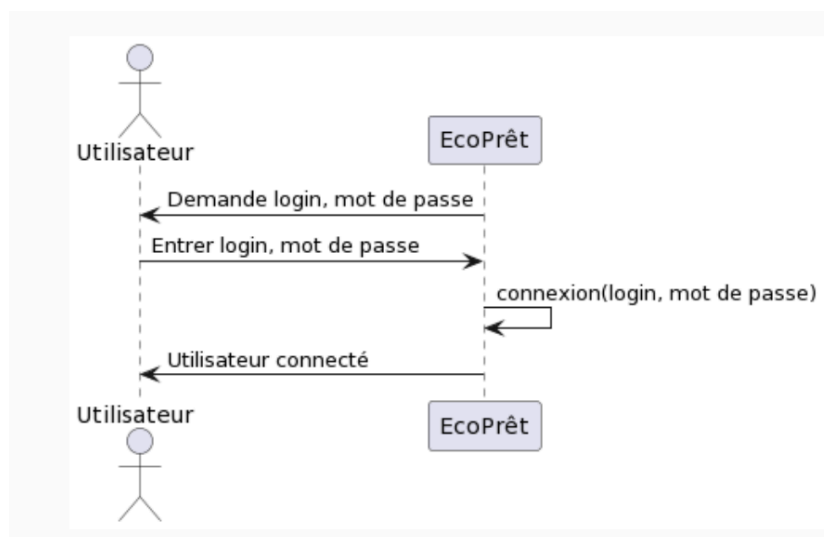 Utilisateur
EcoPrêt
Demande login, mot de passe
Entrer login, mot de passe
connexion(login, mot de passe)
Utilisateur connecté
Utilisateur
EcoPrêt